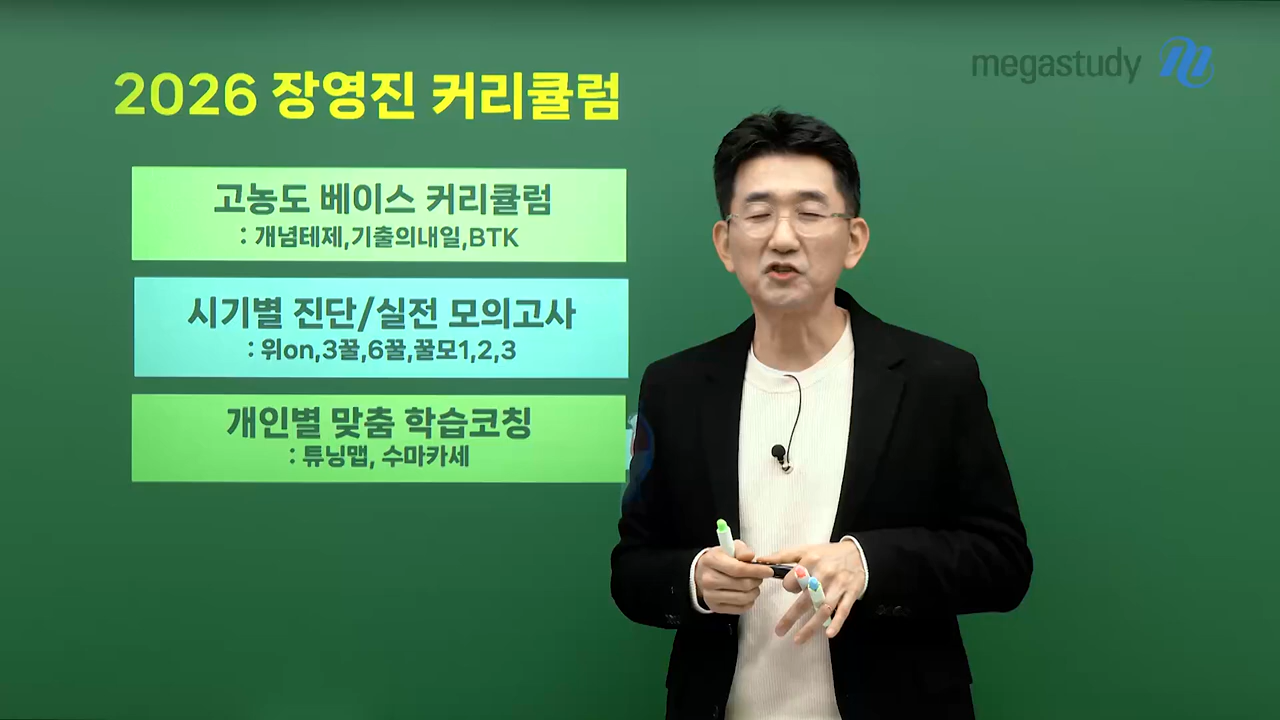 megastudy
2026 장영진 커리큘럼
고농도 베이스 커리큘럼
: 개념테제,기출의내일,BTK
시기별 진단/실전 모의고사
: 위on,3꿀,6꿀,꿀모1,2,3
개인별 맞춤 학습코칭
: 튜닝맵, 수마카세